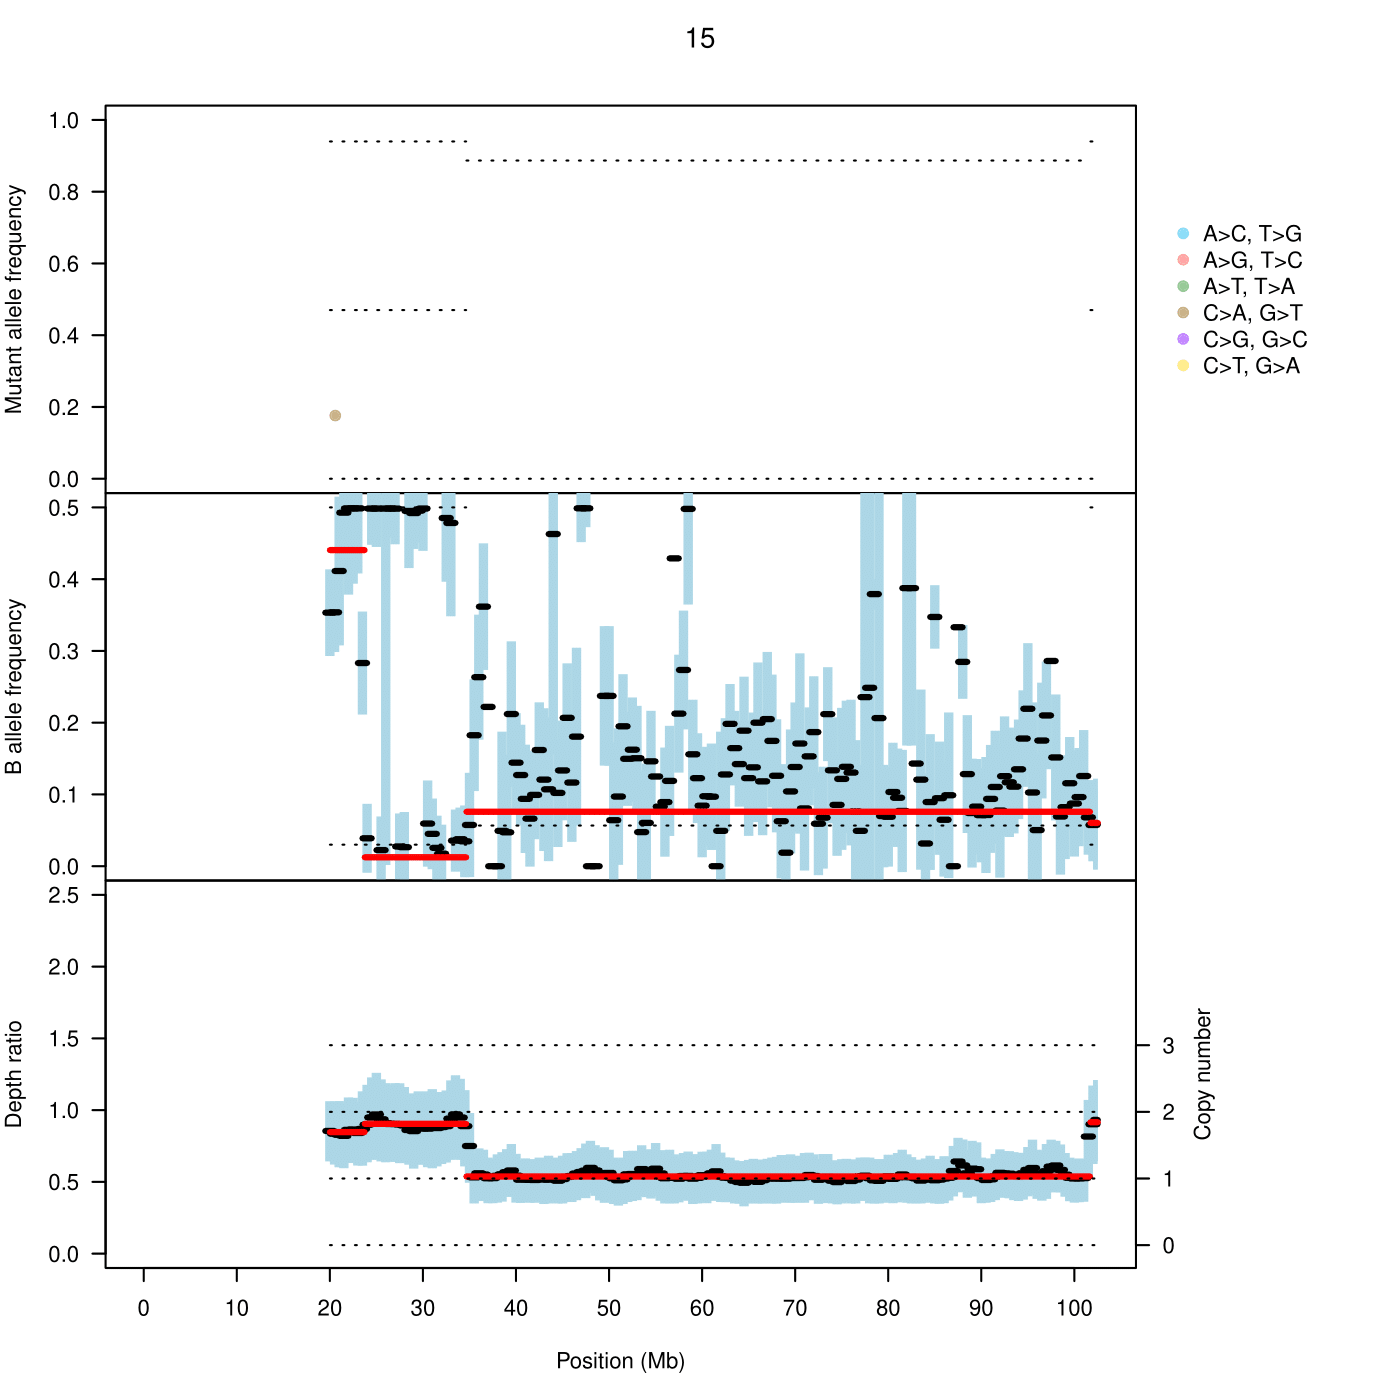 15
Mutant allele frequency
1.0
0.8
0.6
0.4
0.2
0.0
A>C, T>G
A>G, T>C
A>T, T>A
C>A, G>T
C>G, G>C
C>T, G>A
B allele frequency
0.5
0.4
0.3
0.2
0.1
0.0
Depth ratio
2.5
2.0
1.5
1.0
0.5
0.0
3
2
1
0
Copy number
0 10 20 30 40 50 60 70 80 90 100
Position (Mb)